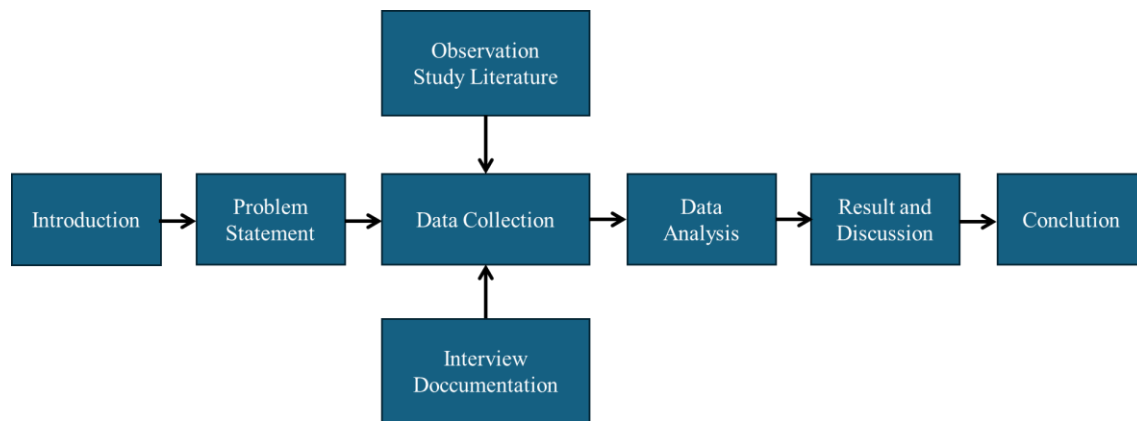 Observation
Study Literature
Introduction
Problem
Statement
Data Collection
Data
Analysis
Result and
Discussion
Conclution
Interview
Doccumentation